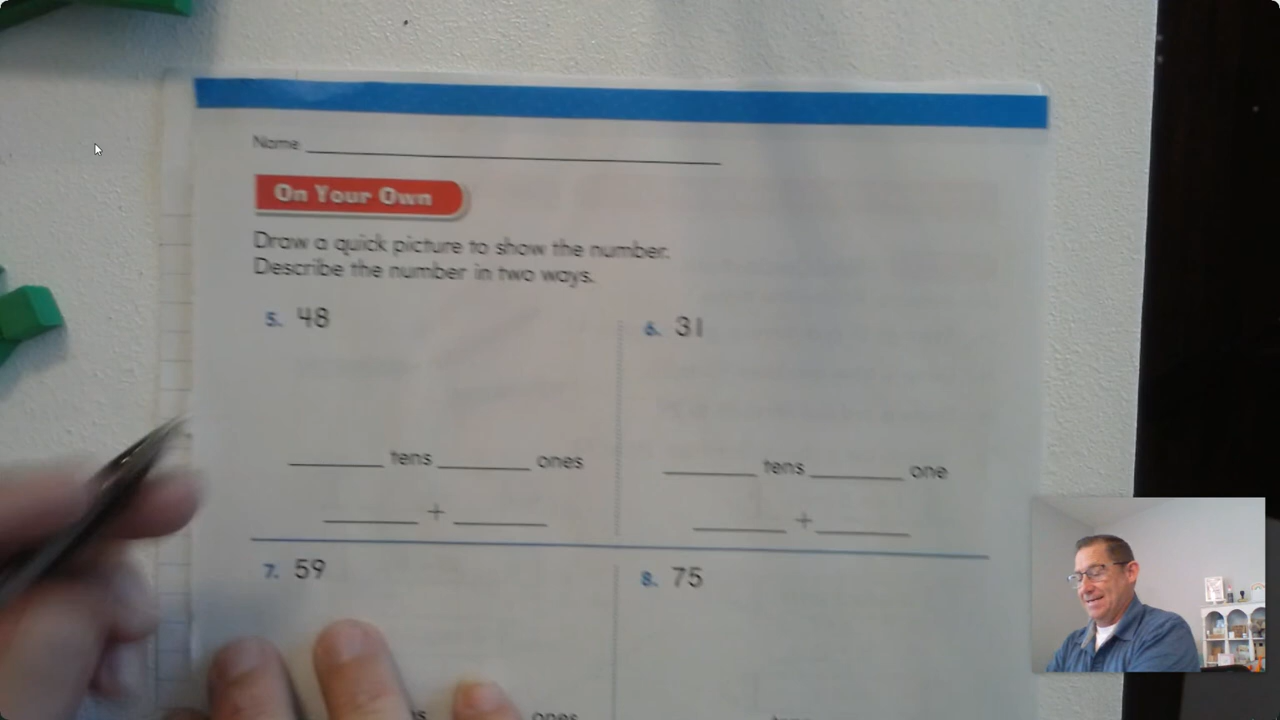 Name
On Your Own
Draw a quick picture to show the number.
Describe the number in two ways.
5. 48
6. 31
tens ones
tens one
+
+
7. 59
8. 75
ones